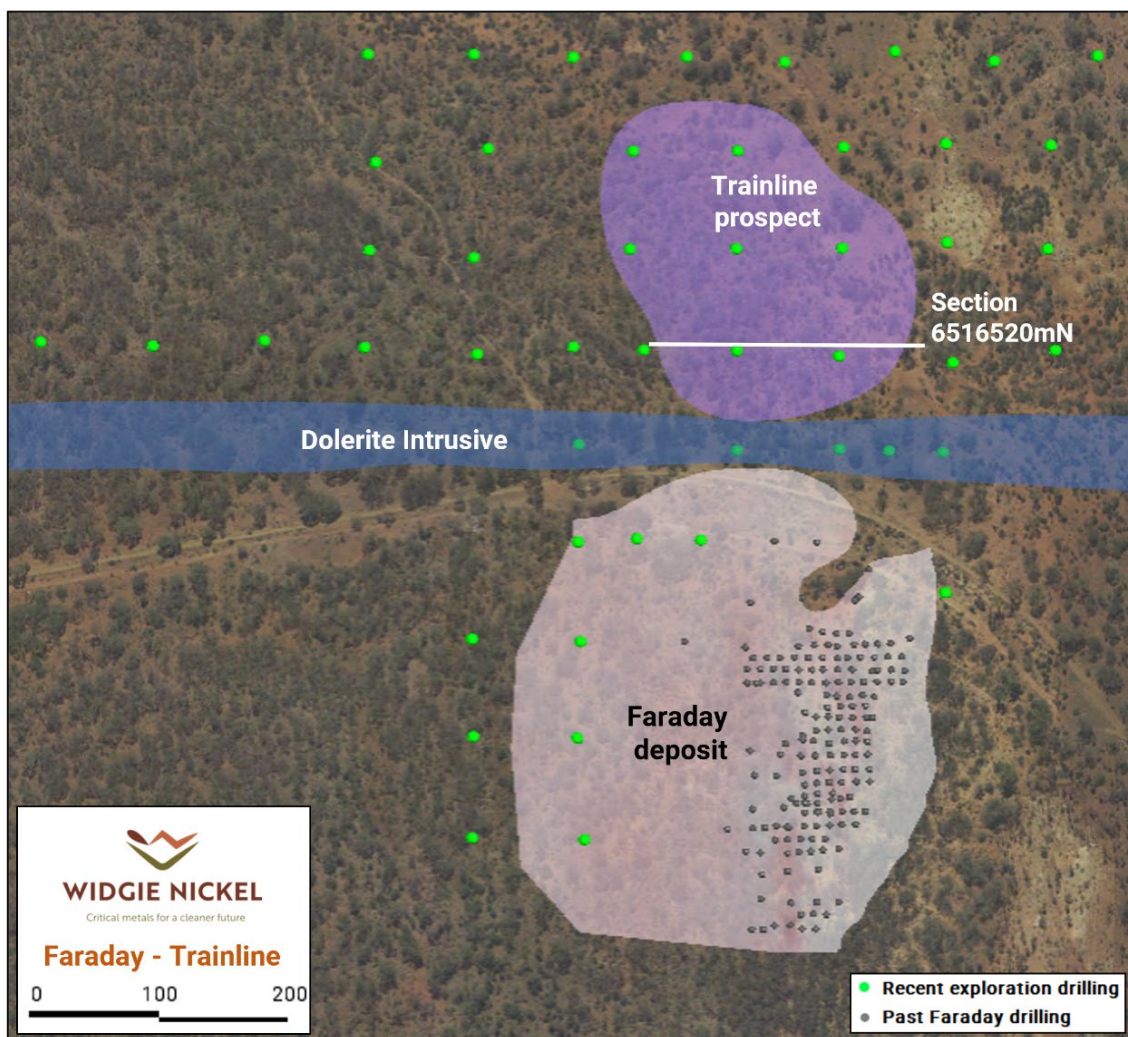 Trainline
prospect
Section
6516520mN
Dolerite Intrusive
Faraday
deposit
WIDGIE NICKEL
Critical metals for a cleaner future
Faraday - Trainline
0 100 200
Recent exploration drilling
Past Faraday drilling